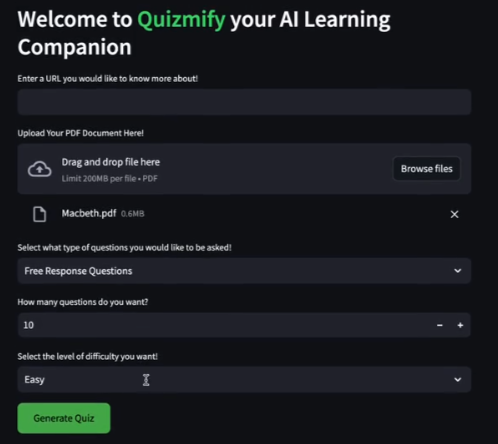 Welcome to Quizmify your AI Learning
Companion
Enter a URL you would like to know more about!
Upload Your PDF Document Here!
Drag and drop file here
Limit 200MB per file • PDF
Browse files
Macbeth.pdf 0.6MB
Select what type of questions you would like to be asked!
Free Response Questions
How many questions do you want?
10
Select the level of difficulty you want!
Easy
Generate Quiz